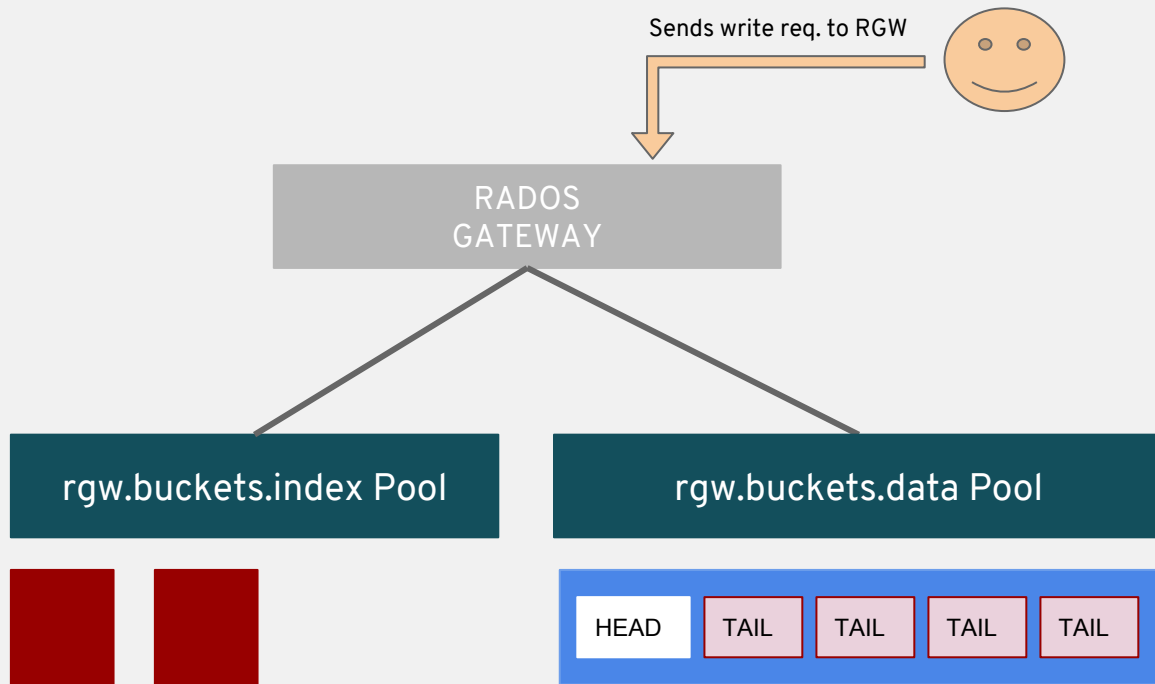 Sends write req. to RGW
RADOS
GATEWAY
rgw.buckets.index Pool
rgw.buckets.data Pool
HEAD
TAIL
TAIL
TAIL
TAIL